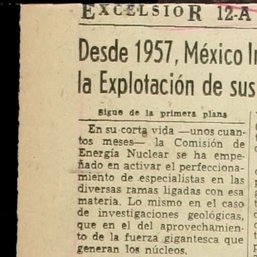 EXCELSIOR 12-A
Desde 1957, México I
la Explotación de sus
Sigue de la primera plana
En su corta vida —unos cuan-
tos meses— la Comisión de
Energía Nuclear se ha empe-
ñado en activar el perfecciona-
miento de especialistas en las
diversas ramas ligadas con esa
materia. Lo mismo en el caso
de investigaciones geológicas,
que en el del aprovechamien-
to de la fuerza gigantesca que
generan los núcleos.